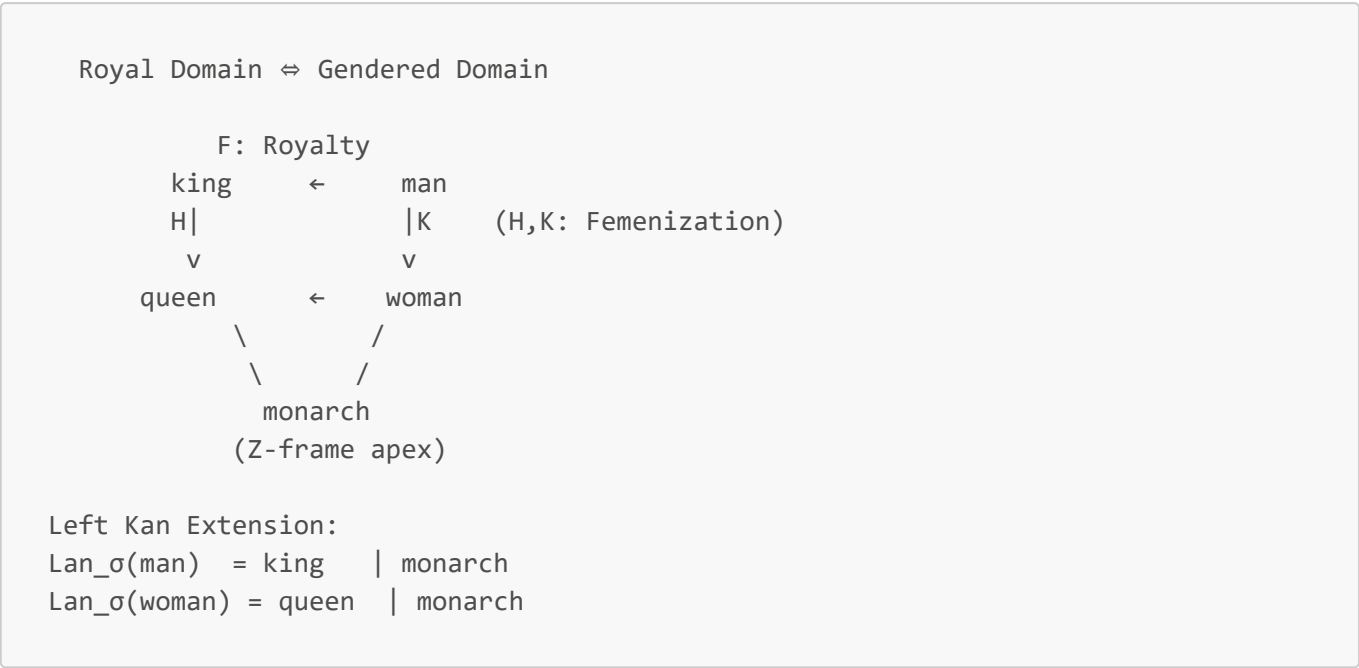 Royal Domain ⇔ Gendered Domain
F: Royalty
king ← man
H| |K (H,K: Femenization)
v v
queen ← woman
\ /
\ /
monarch
(Z-frame apex)
Left Kan Extension:
Lan_σ(man) = king | monarch
Lan_σ(woman) = queen | monarch